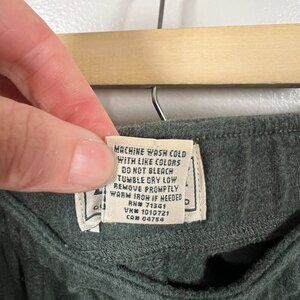 MACHINE WASH COLD
WITH LIKE COLORS
DO NOT BLEACH
TUMBLE DRY LOW
REMOVE PROMPTLY
WARM IRON IF NEEDED
RN# 71341
VN# 1010721
CA# 04754